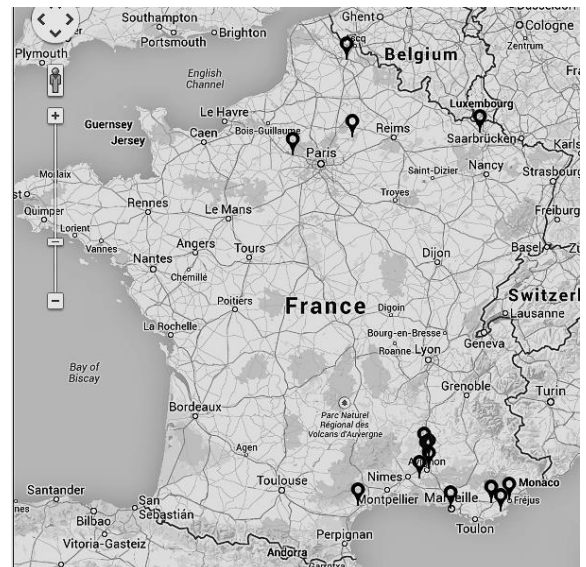 Southampton
Portsmouth
Brighton
Plymouth
Ghent
Cologne
Zentrum
Belgium
English
Channel
Le Havre
Bois-Guillaume
Luxembourg
Guernsey
Jersey
Caen
Reims
Saarbrücken
Paris
Saint-Dizier
Nancy
Strasbourg
Morlaix
Rennes
Troyes
Quimper
Le Mans
Freiburg
Lorient
Vannes
Angers
Tours
Dijon
Basel
Nantes
Chemillé
Switzerl
Poitiers
France
Digoin
Lausanne
La Rochelle
Bourg-en-Bresse
Geneva
Roanne
Lyon
Bay of
Biscay
Grenoble
Turin
Parc Naturel
Régional des
Volcans d'Auvergne
Bordeaux
Agen
Toulouse
Nimes
Montpellier
Monaco
Fréjus
Santander
San
Sebastián
Bilbao
Toulon
Vitoria-Gasteiz
Perpignan
Andorra